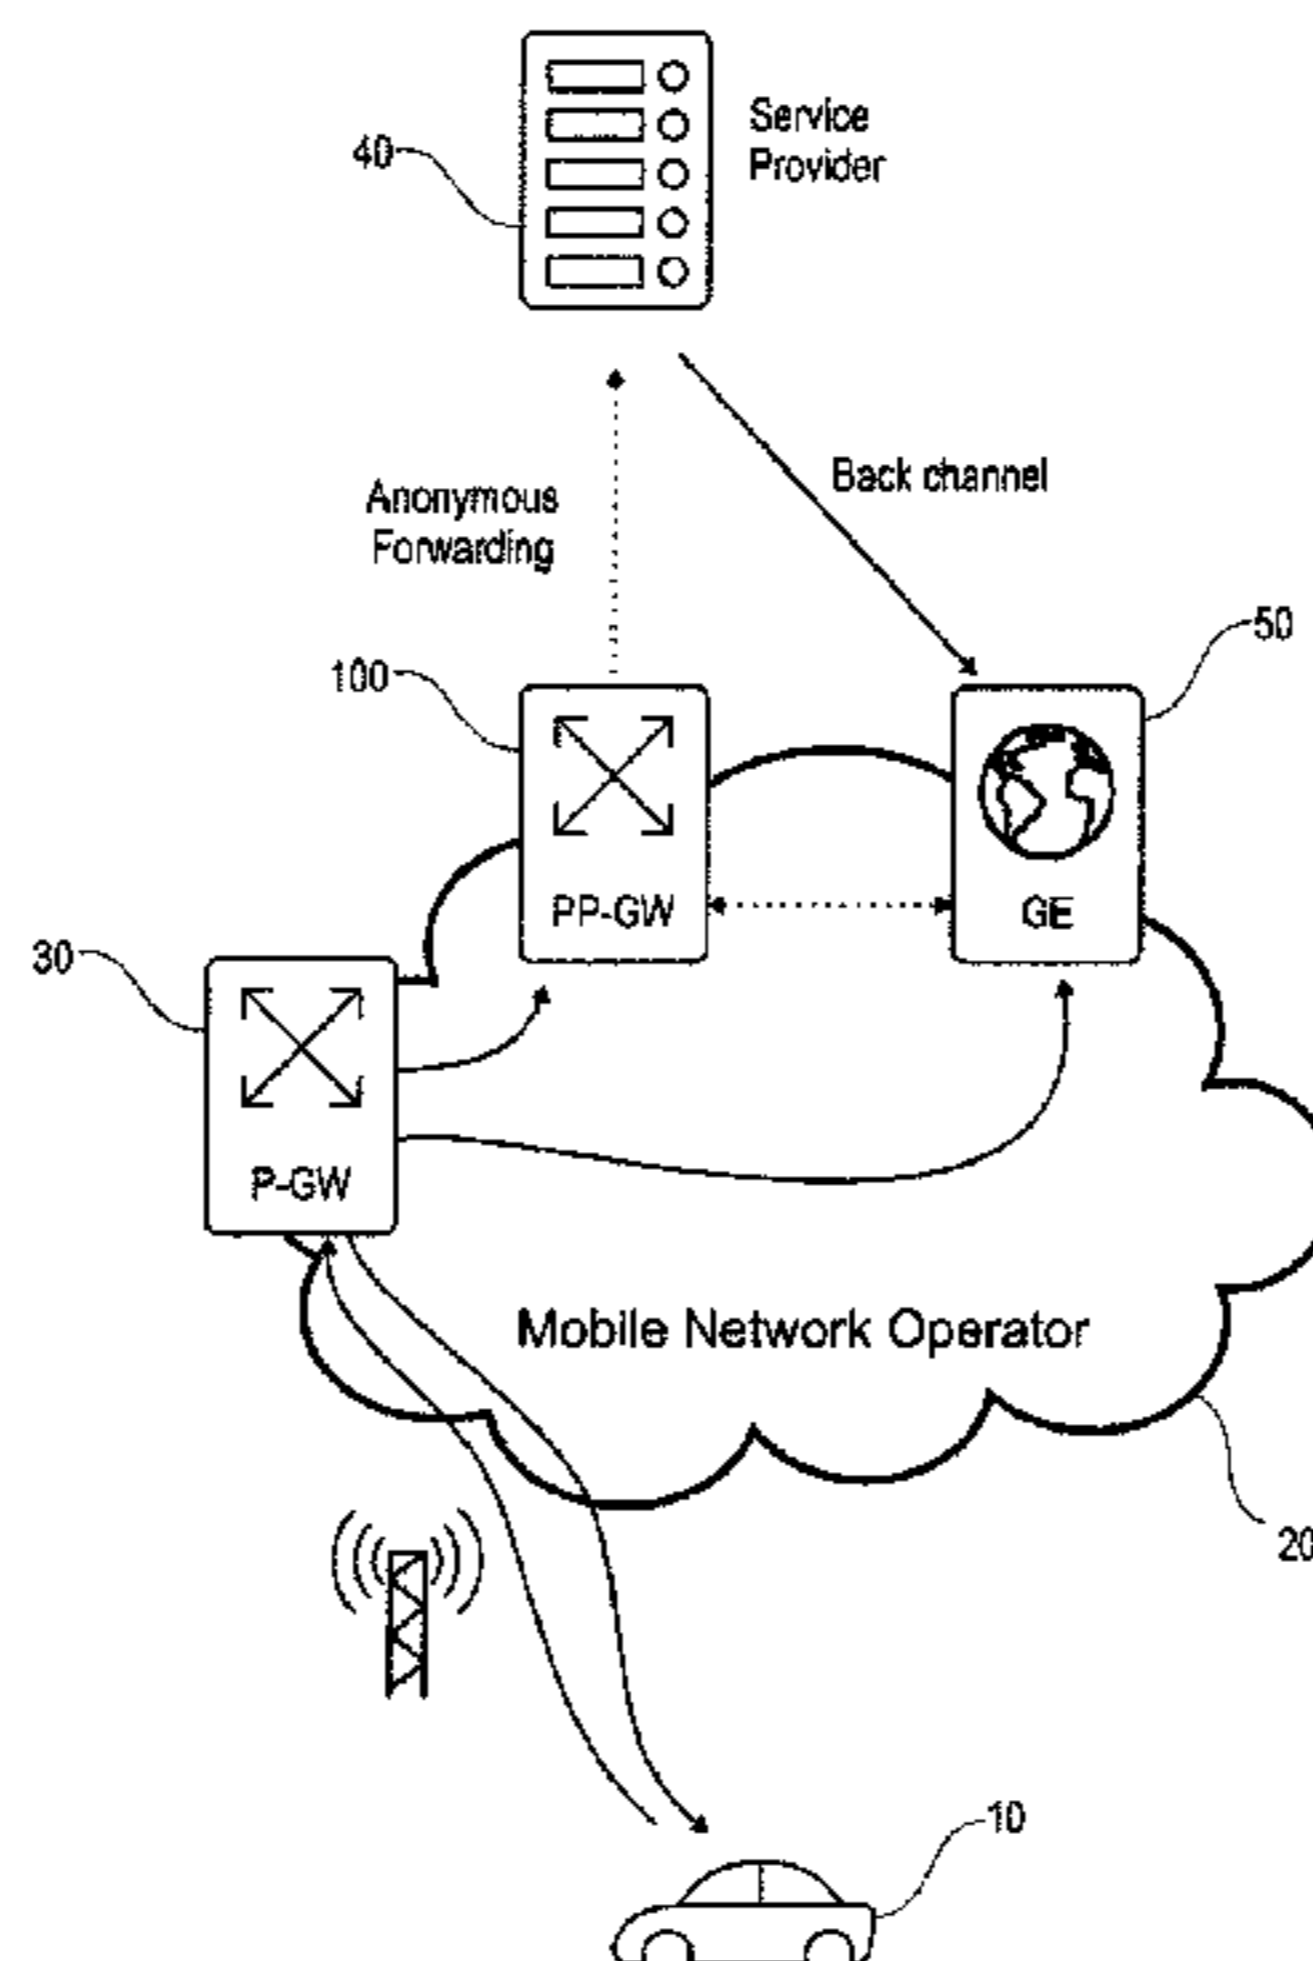 40
Service
Provider
Anonymous
Forwarding
Back channel
50
100
PP-GW
GE
30
P-GW
Mobile Network Operator
20
10